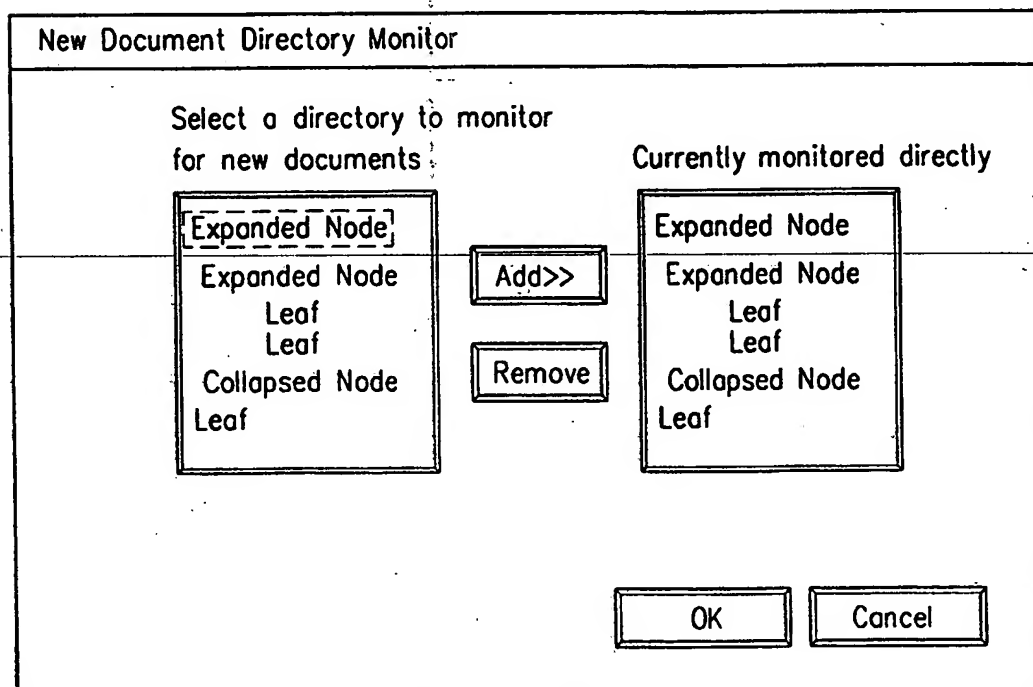 New Document Directory Monitor
Select a directory to monitor
for new documents
Currently monitored directly
Expanded Node
Expanded Node
Leaf
Leaf
Collapsed Node
Leaf
Add>>
Remove
Expanded Node
Expanded Node
Leaf
Leaf
Collapsed Node
Leaf
OK
Cancel